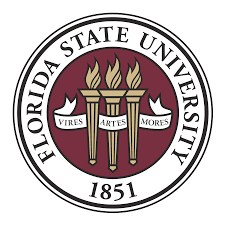 FLORIDA STATE UNIVERSITY
VIRES ARTES MORES
1851